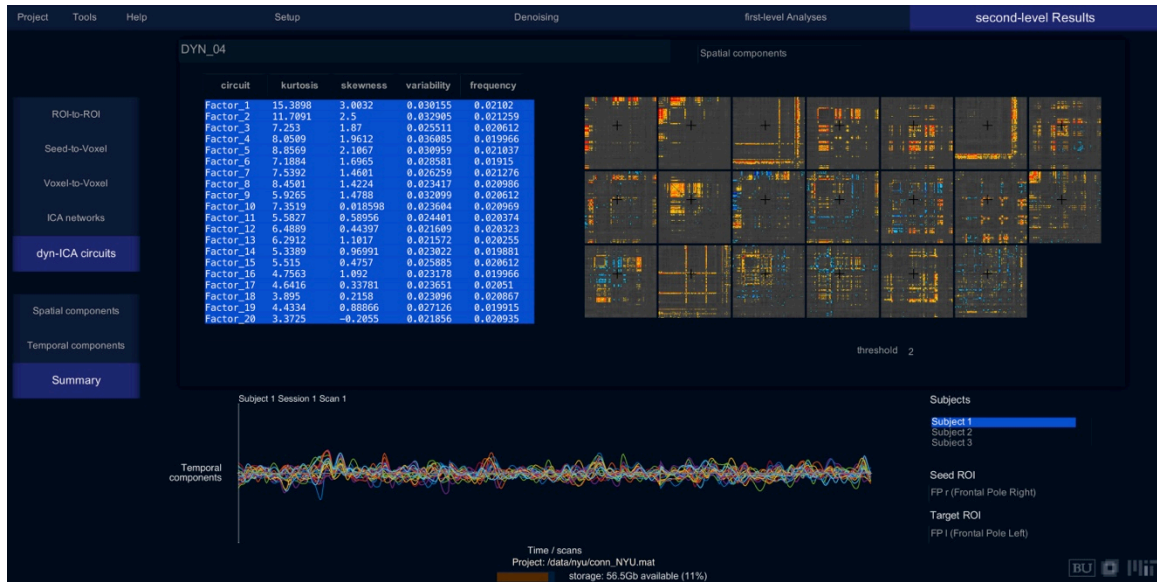 Project Tools Help Setup Denoising first-level Analyses second-level Results
DYN_04
Spatial components
circuit kurtosis skewness variability frequency
Factor_1 15.3898 3.0032 0.030155 0.02102
Factor_2 11.7091 2.5 0.032905 0.021259
Factor_3 7.253 1.87 0.025511 0.020612
Factor_4 8.0509 1.9612 0.036085 0.019966
Factor_5 8.8569 2.1067 0.030959 0.021037
Factor_6 7.1884 1.6965 0.028581 0.01915
Factor_7 7.5392 1.4601 0.026259 0.021276
Factor_8 8.4501 1.4224 0.023417 0.020986
Factor_9 5.9265 1.4788 0.032099 0.020612
Factor_10 7.3519 0.018598 0.023604 0.020969
Factor_11 5.5827 0.58956 0.024401 0.020374
Factor_12 6.4889 0.44397 0.021609 0.020323
Factor_13 6.2912 1.1017 0.021572 0.020255
Factor_14 5.3389 0.96991 0.023022 0.019881
Factor_15 5.515 0.4757 0.025885 0.020612
Factor_16 4.7563 1.092 0.023178 0.019966
Factor_17 4.6416 0.33781 0.023651 0.02051
Factor_18 3.895 0.2158 0.023096 0.020867
Factor_19 4.4334 0.88866 0.027126 0.019915
Factor_20 3.3725 −0.2055 0.021856 0.020935
ROI-to-ROI
Seed-to-Voxel
Voxel-to-Voxel
ICA networks
dyn-ICA circuits
Spatial components
Temporal components
Summary
threshold 2
Subject 1 Session 1 Scan 1
Temporal
components
Time / scans
Project: /data/nyu/conn_NYU.mat
storage: 56.5Gb available (11%)
Subjects
Subject 1
Subject 2
Subject 3
Seed ROI
FP r (Frontal Pole Right)
Target ROI
FP l (Frontal Pole Left)
BU